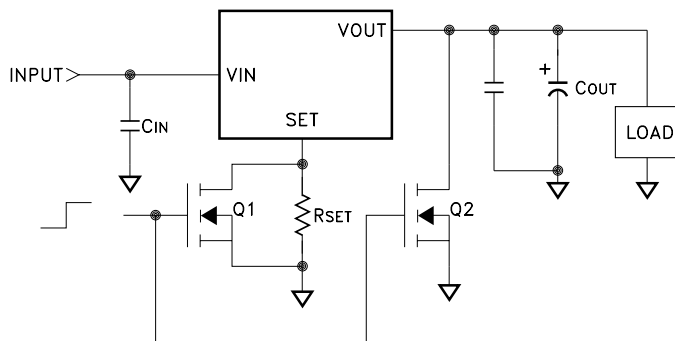 VOUT
INPUT
VIN
CIN
SET
+
COUT
LOAD
Q1
RSET
Q2